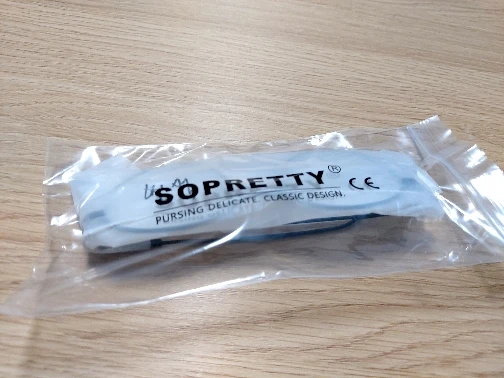 SOPRETTY®
CE
PURSING DELICATE. CLASSIC DESIGN.